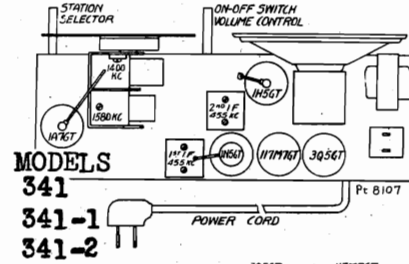 STATION
SELECTOR
ON-OFF SWITCH
VOLUME CONTROL
1400
KC
1580 KC
1A7GT
1H5GT
2ND I F
455 KC
1ST I F
455 KC
1N5GT
117M7GT
3Q5GT
MODELS
341
341-1
341-2
POWER CORD
Pt 8107